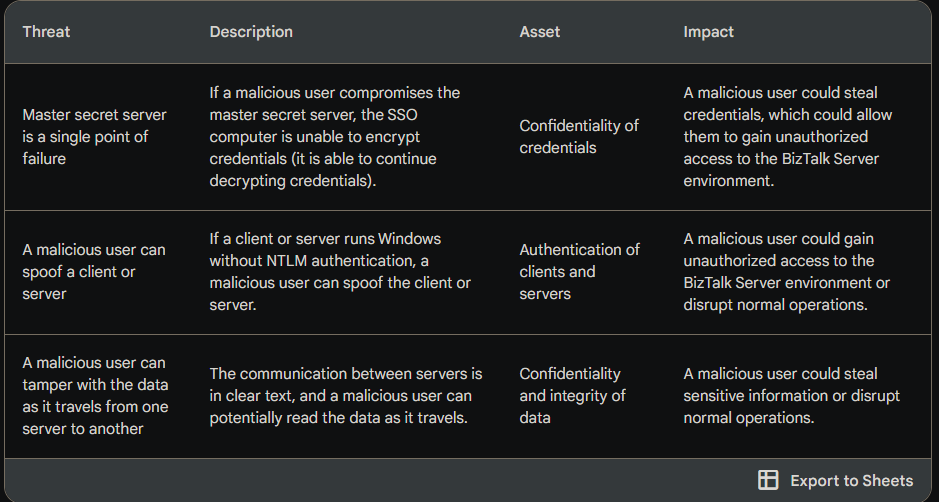 Threat Description Asset Impact
Master secret server
is a single point of
failure
If a malicious user compromises the
master secret server, the SSO
computer is unable to encrypt
credentials (it is able to continue
decrypting credentials).
Confidentiality of
credentials
A malicious user could steal
credentials, which could allow
them to gain unauthorized
access to the BizTalk Server
environment.
A malicious user can
spoof a client or
server
If a client or server runs Windows
without NTLM authentication, a
malicious user can spoof the client or
server.
Authentication of
clients and
servers
A malicious user could gain
unauthorized access to the
BizTalk Server environment or
disrupt normal operations.
A malicious user can
tamper with the data
as it travels from one
server to another
The communication between servers is
in clear text, and a malicious user can
potentially read the data as it travels.
Confidentiality
and integrity of
data
A malicious user could steal
sensitive information or disrupt
normal operations.
Export to Sheets